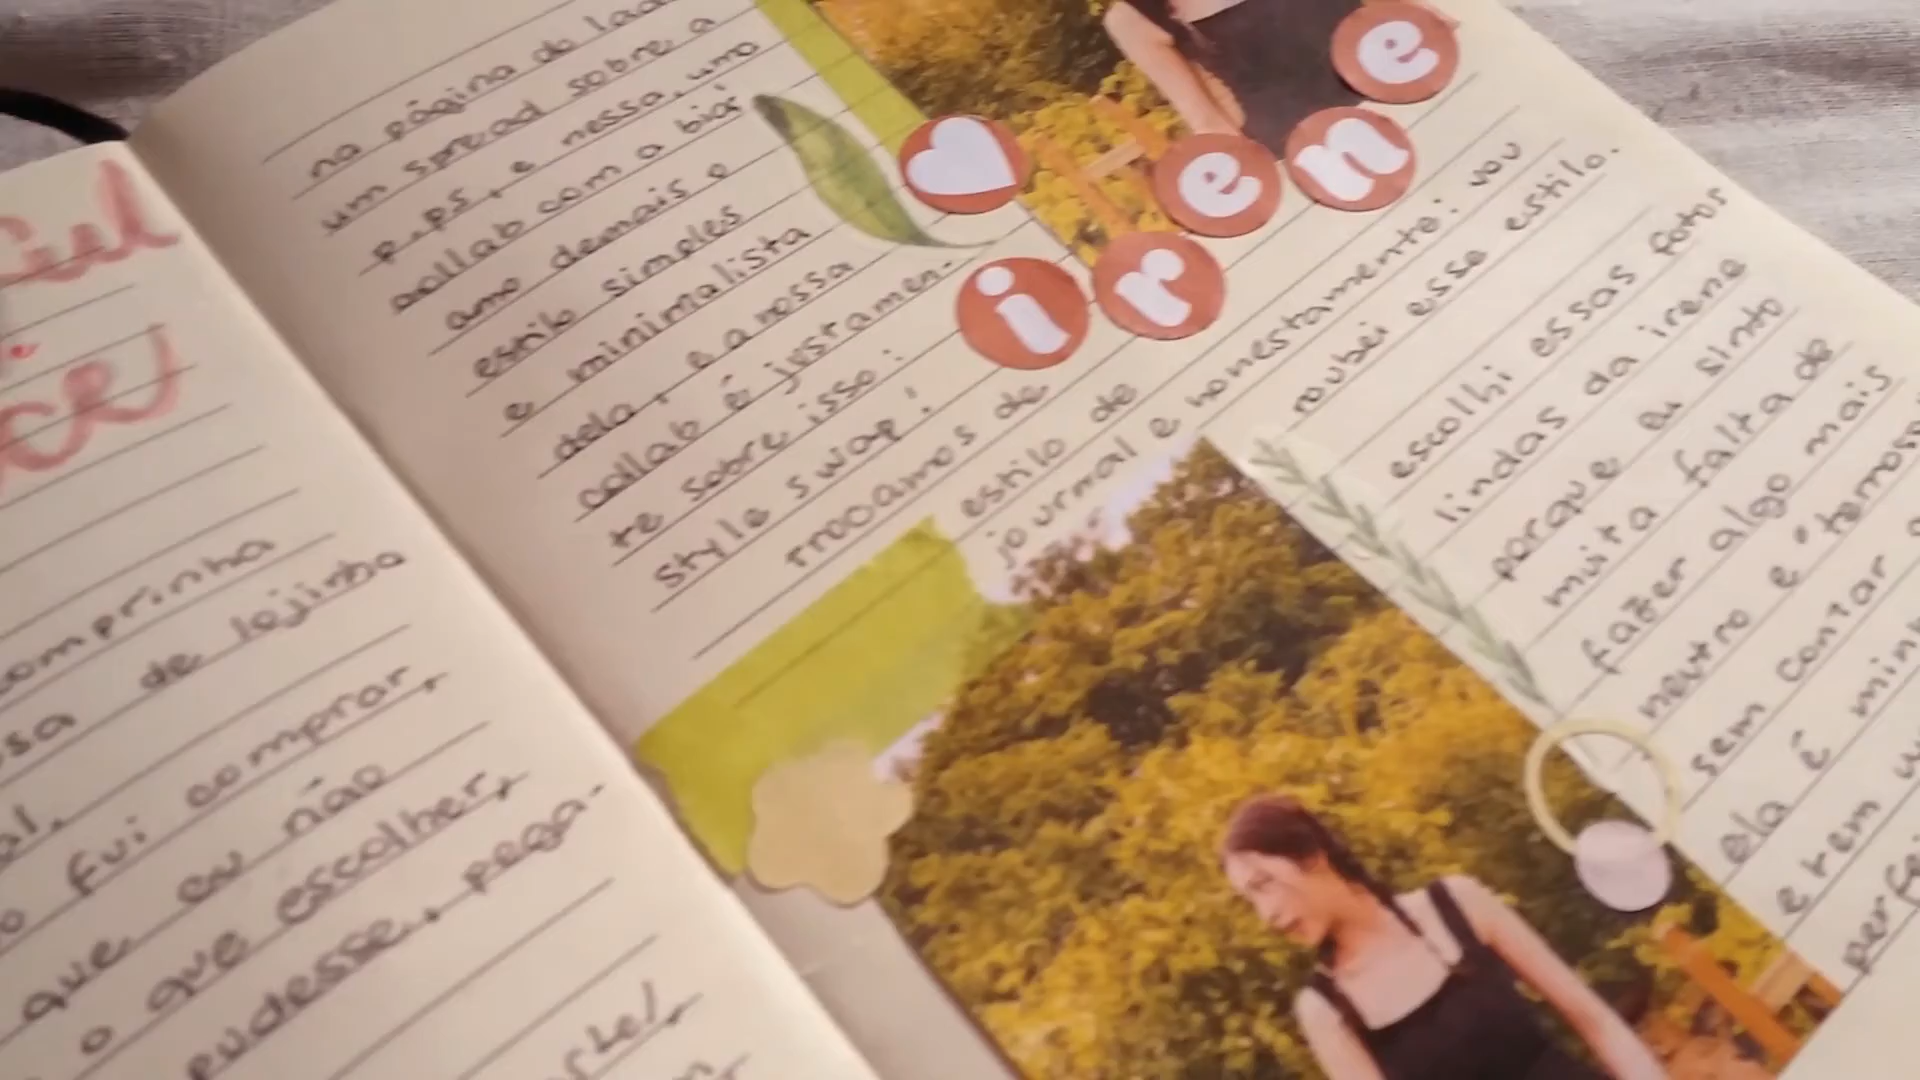 comprinha
de lojinha
fui comprar,
que eu não
o que escolher,
pudesse, pega-
na página do lado
um spread sobre a
p.ps, e nessa, uma
collab com a bia!
amo demais o
estilo simples
e minimalista
dela, e a nossa
collab é justamen-
te sobre isso:
style swap!
trocamos de
estilo de
journal e honestamente: vou
roubei esse estilo.
♥ irene
escolhi essas fotos
lindas da irene
porque eu sinto
muita falta de
fazer algo mais
neutro e
sem contar
ela é
e tem